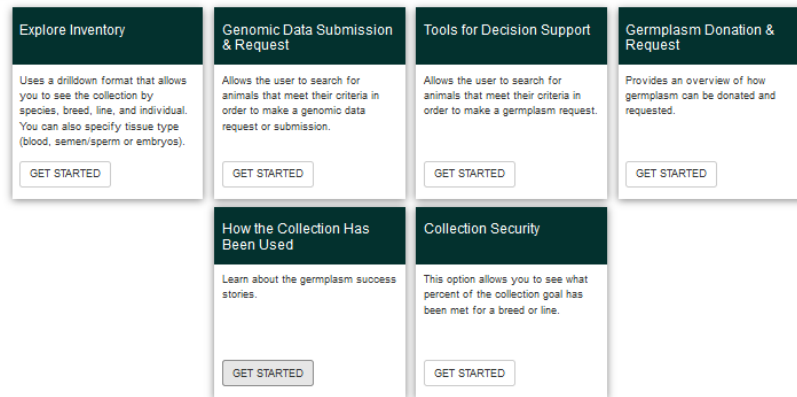 Explore Inventory
Uses a drilldown format that allows
you to see the collection by
species, breed, line, and individual.
You can also specify tissue type
(blood, semen/sperm or embryos).
GET STARTED
Genomic Data Submission
& Request
Allows the user to search for
animals that meet their criteria in
order to make a genomic data
request or submission.
GET STARTED
Tools for Decision Support
Allows the user to search for
animals that meet their criteria in
order to make a germplasm request.
GET STARTED
Germplasm Donation &
Request
Provides an overview of how
germplasm can be donated and
requested.
GET STARTED
How the Collection Has
Been Used
Learn about the germplasm success
stories.
GET STARTED
Collection Security
This option allows you to see what
percent of the collection goal has
been met for a breed or line.
GET STARTED